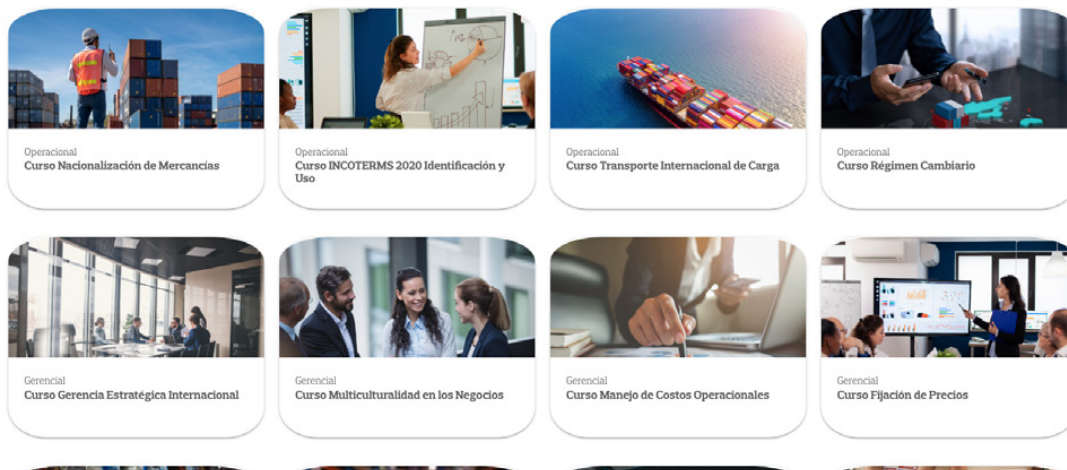 Operacional
Curso Nacionalización de Mercancías
Operacional
Curso INCOTERMS 2020 Identificación y
Uso
Operacional
Curso Transporte Internacional de Carga
Operacional
Curso Régimen Cambiario
Gerencial
Curso Gerencia Estratégica Internacional
Gerencial
Curso Multiculturalidad en los Negocios
Gerencial
Curso Manejo de Costos Operacionales
Gerencial
Curso Fijación de Precios